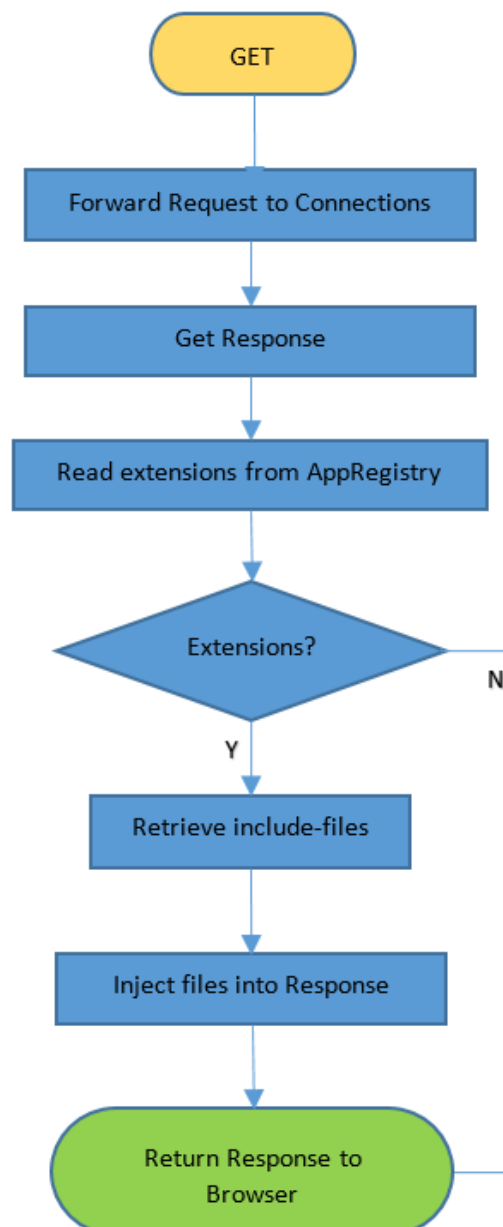 GET
Forward Request to Connections
Get Response
Read extensions from AppRegistry
Extensions?
N
Y
Retrieve include-files
Inject files into Response
Return Response to
Browser